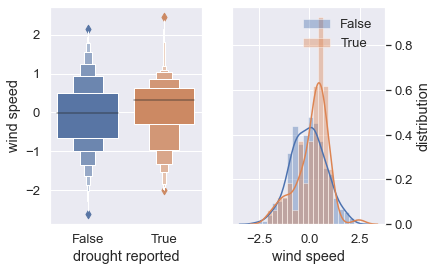 2
1
0
−1
−2
wind speed
False
True
drought reported
False
True
0.8
0.6
0.4
0.2
0.0
distribution
−2.5
0.0
2.5
wind speed